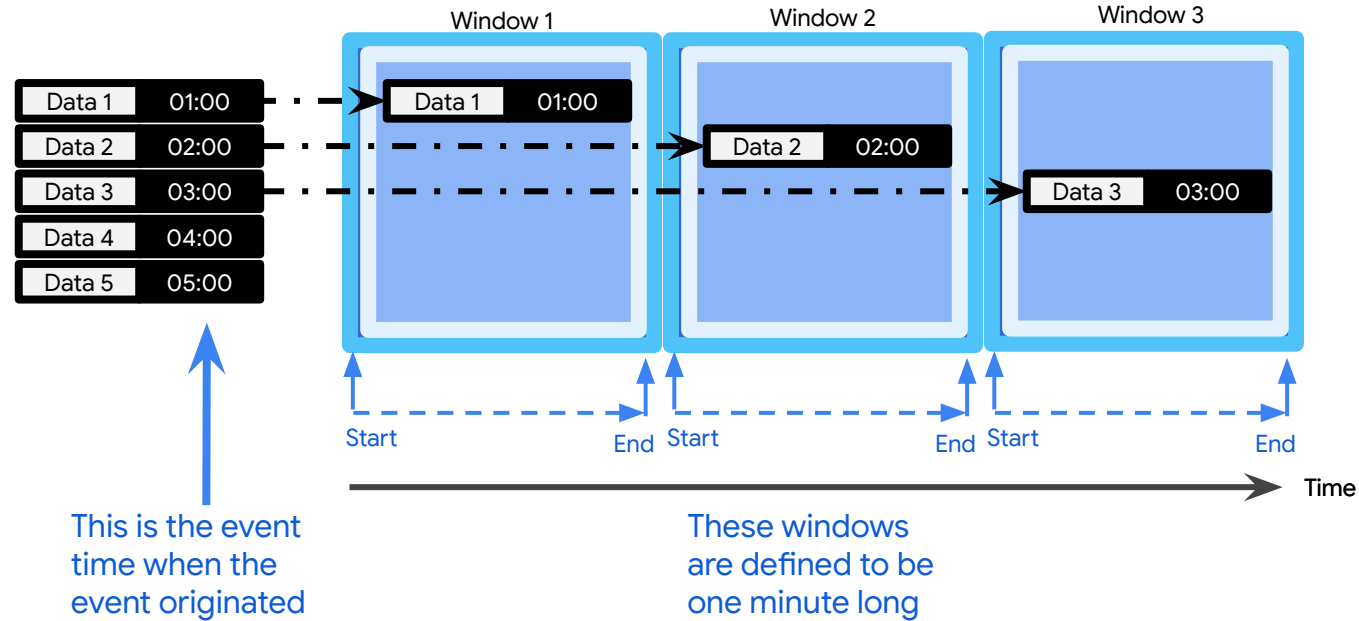 Window 1
Window 2
Window 3
Data 1 01:00
Data 2 02:00
Data 3 03:00
Data 4 04:00
Data 5 05:00
Data 1 01:00
Data 2 02:00
Data 3 03:00
Start
End
Start
End
Start
End
Time
This is the event
time when the
event originated
These windows
are defined to be
one minute long